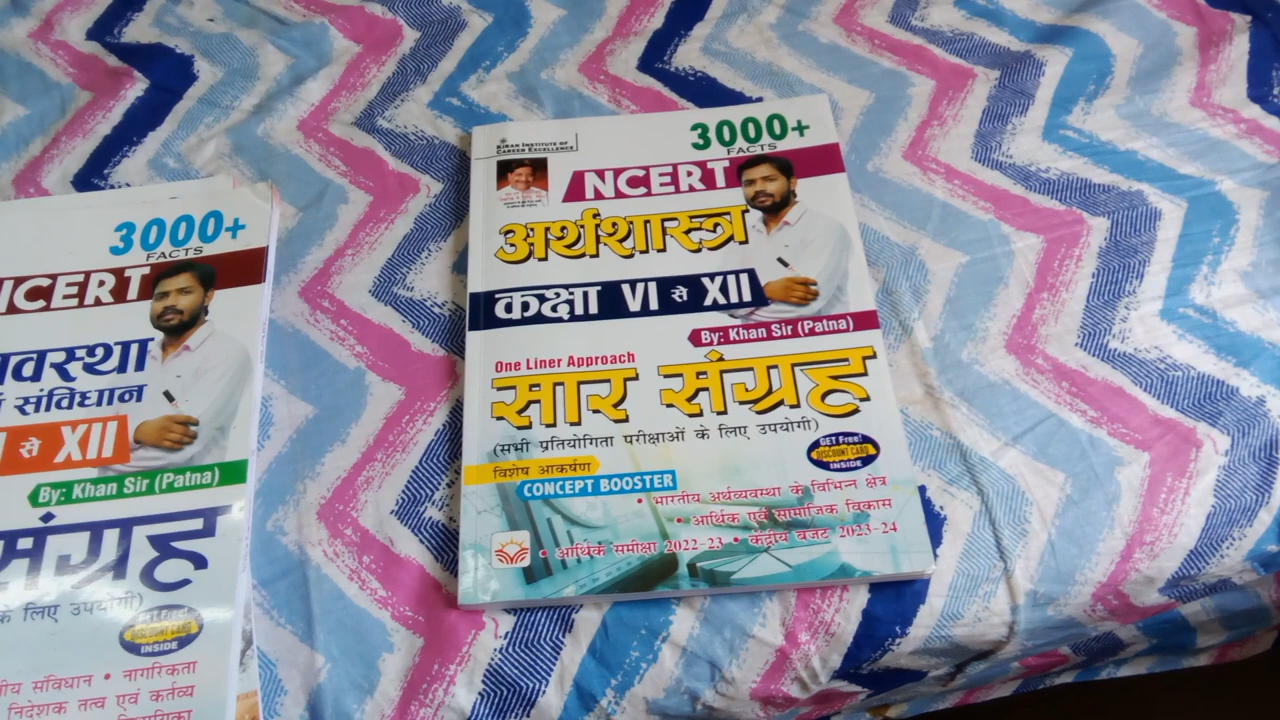 3000+
FACTS
NCERT
वस्था
संविधान
से XII
By: Khan Sir (Patna)
संग्रह
के लिए उपयोगी)
DISCOUNT CARD
INSIDE
संविधान • नागरिकता
निदेशक तत्व एवं कर्तव्य
KIRAN INSTITUTE OF
CAREER EXCELLENCE
3000+
FACTS
NCERT
अर्थशास्त्र
कक्षा VI से XII
By: Khan Sir (Patna)
One Liner Approach
सार संग्रह
(सभी प्रतियोगिता परीक्षाओं के लिए उपयोगी)
GET Free!
DISCOUNT CARD
INSIDE
विशेष आकर्षण
CONCEPT BOOSTER
• भारतीय अर्थव्यवस्था के विभिन्न क्षेत्र
• आर्थिक एवं सामाजिक विकास
• आर्थिक समीक्षा 2022-23 • केंद्रीय बजट 2023-24